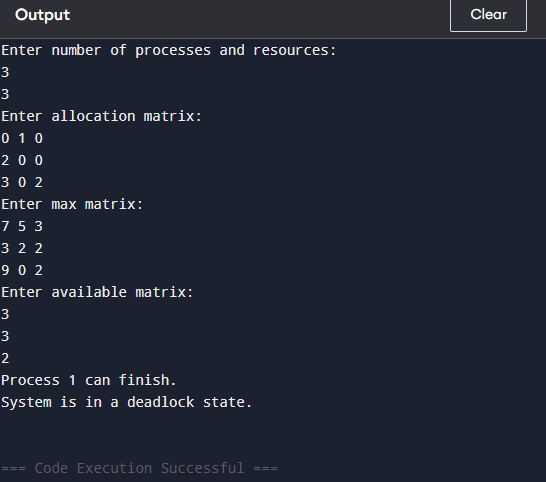 Output
Clear
Enter number of processes and resources:
3
3
Enter allocation matrix:
0 1 0
2 0 0
3 0 2
Enter max matrix:
7 5 3
3 2 2
9 0 2
Enter available matrix:
3
3
2
Process 1 can finish.
System is in a deadlock state.
=== Code Execution Successful ===